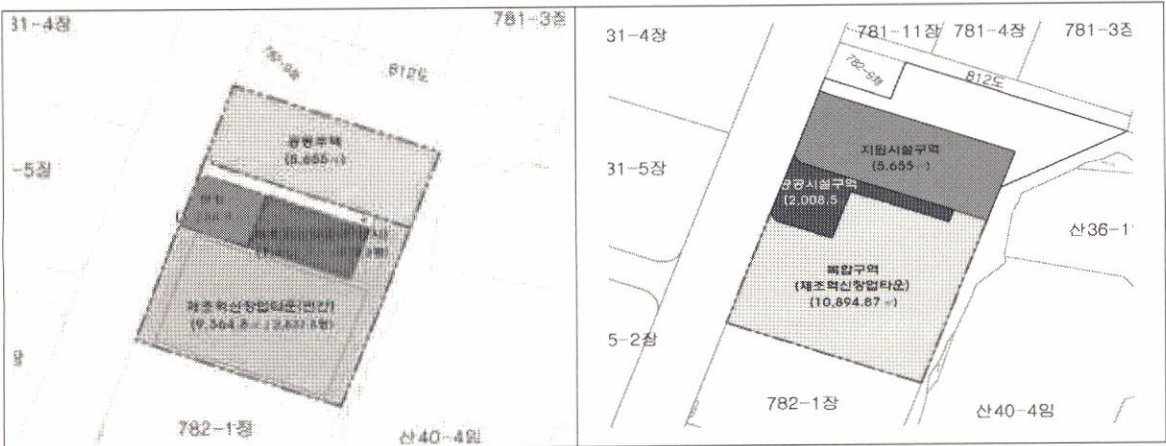 31-4장
781-3장
812도
-5장
공동주택
(5,655㎡)
제조혁신창업타운(민간)
782-1장
산40-4임
31-4장
781-11장
781-4장
781-3장
812도
31-5장
지원시설구역
(5,655㎡)
공공시설구역
(2,008.5
산36-1
복합구역
(제조혁신창업타운)
(10,894.87㎡)
5-2장
782-1장
산40-4임